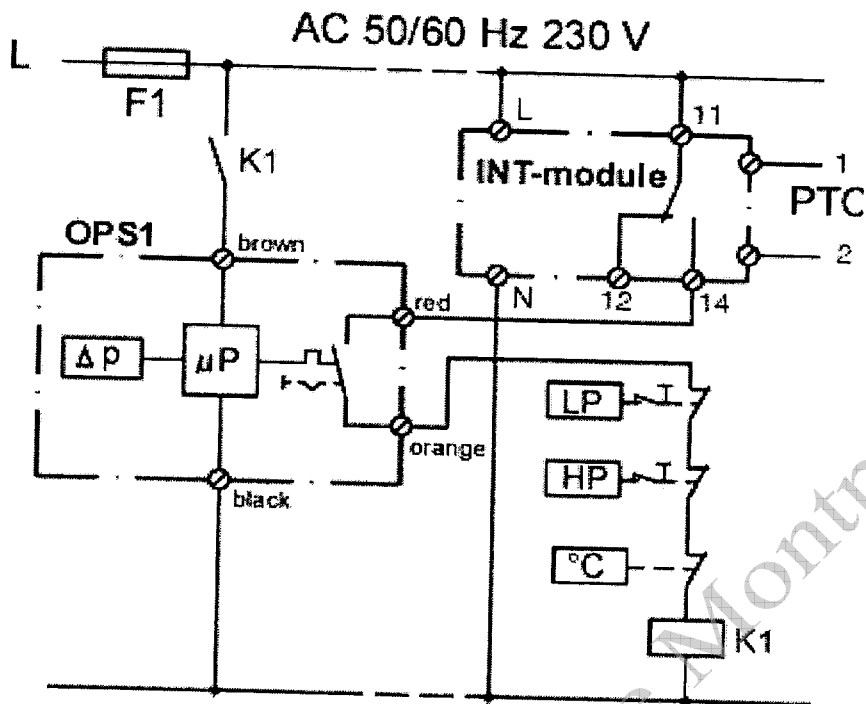 AC 50/60 Hz 230 V
L
F1
L
11
K1
INT-module
1
PTC
OPS1
brown
2
red
N
12
14
Δp
µP
LP
orange
HP
black
°C
K1
Montr